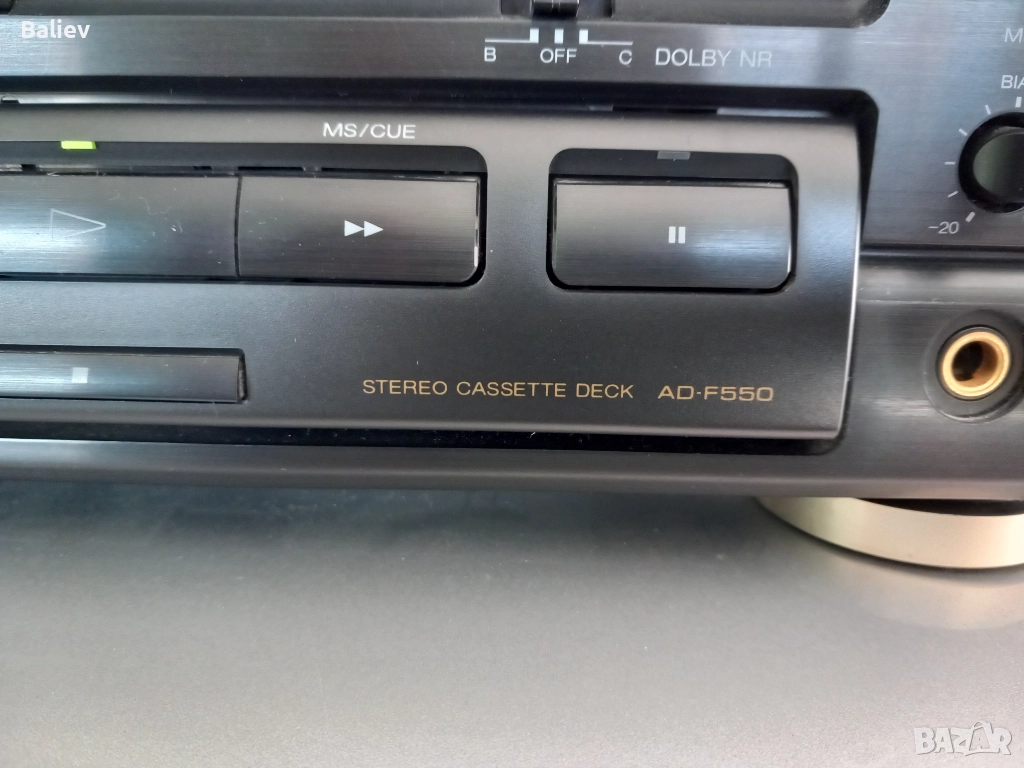 Baliev
B OFF C DOLBY NR
MS/CUE
-20
STEREO CASSETTE DECK AD-F550
BAZAR